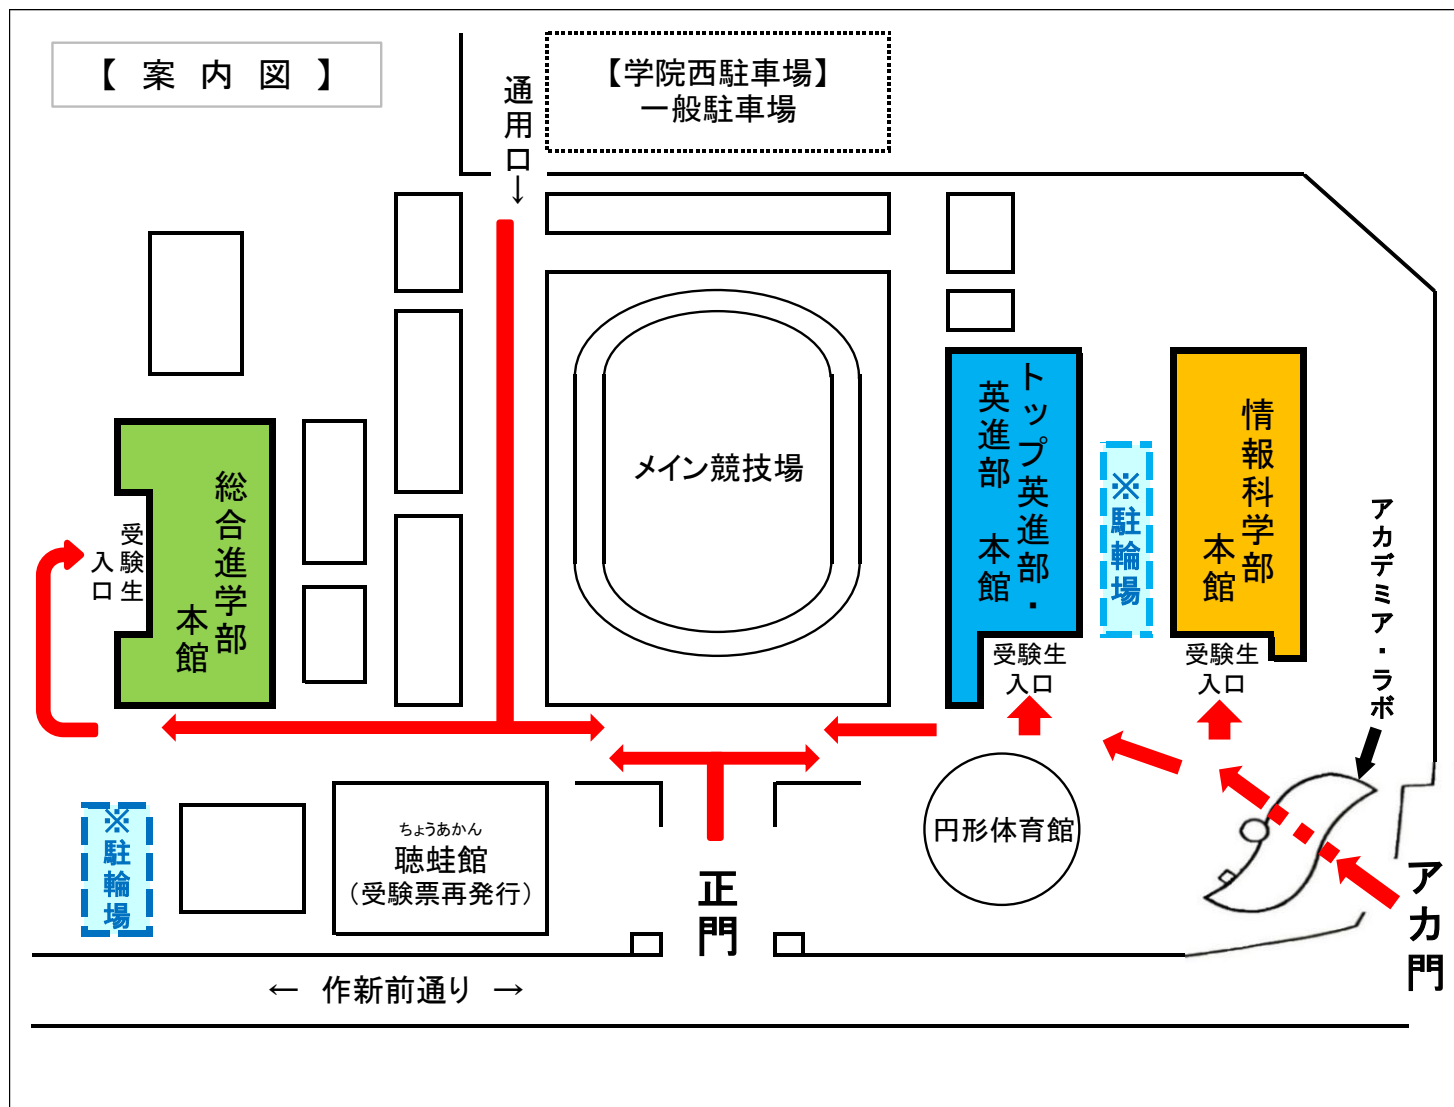 【 案 内 図 】
【学院西駐車場】
一般駐車場
通用口
↓
メイン競技場
トップ英進部・
英進部 本館
情報科学部
本館
※駐輪場
アカデミア・ラボ
総合進学部
本館
受験生
入口
受験生
入口
受験生
入口
円形体育館
ちょうあかん
聴蛙館
(受験票再発行)
※駐輪場
正門
アカ門
← 作新前通り →